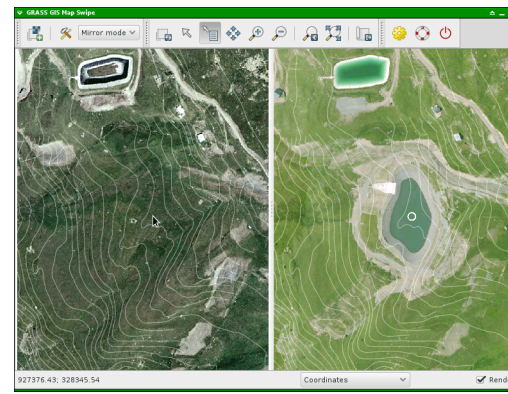 GRASS GIS Map Swipe
Mirror mode
927376.43; 328345.54
Coordinates
Rend